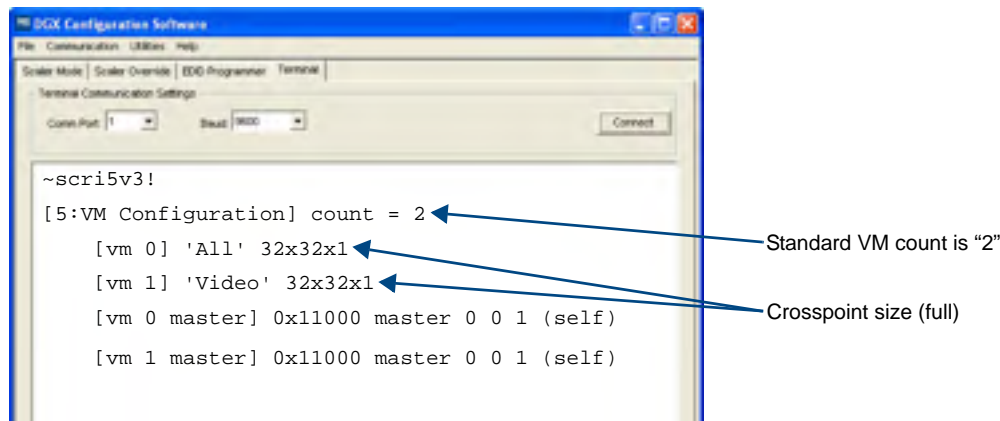 DGX Configuration Software
File Communication Utilities Help
Scaler Mode Scaler Override EDID Programmer Terminal
Terminal Communication Settings
Comm Port 1 Baud 9600 Connect
~scri5v3!
[5:VM Configuration] count = 2
Standard VM count is “2”
[vm 0] 'All' 32x32x1
[vm 1] 'Video' 32x32x1
Crosspoint size (full)
[vm 0 master] 0x11000 master 0 0 1 (self)
[vm 1 master] 0x11000 master 0 0 1 (self)